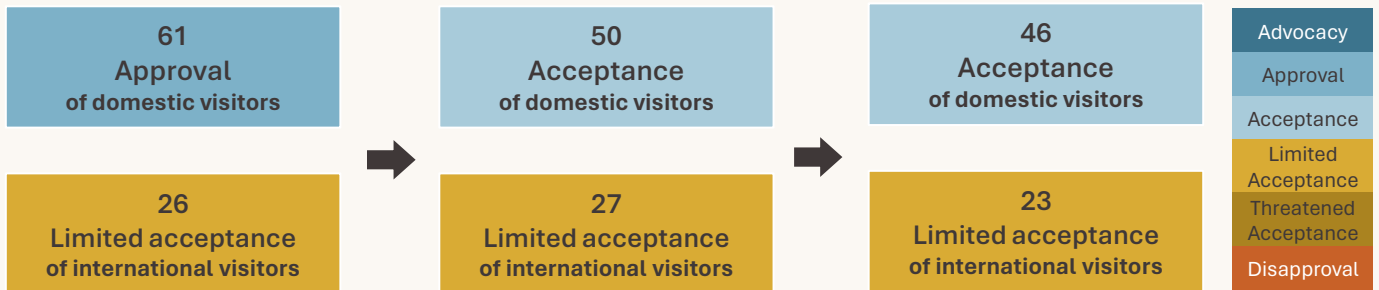 61
Approval
of domestic visitors
26
Limited acceptance
of international visitors
50
Acceptance
of domestic visitors
27
Limited acceptance
of international visitors
46
Acceptance
of domestic visitors
23
Limited acceptance
of international visitors
Advocacy
Approval
Acceptance
Limited
Acceptance
Threatened
Acceptance
Disapproval